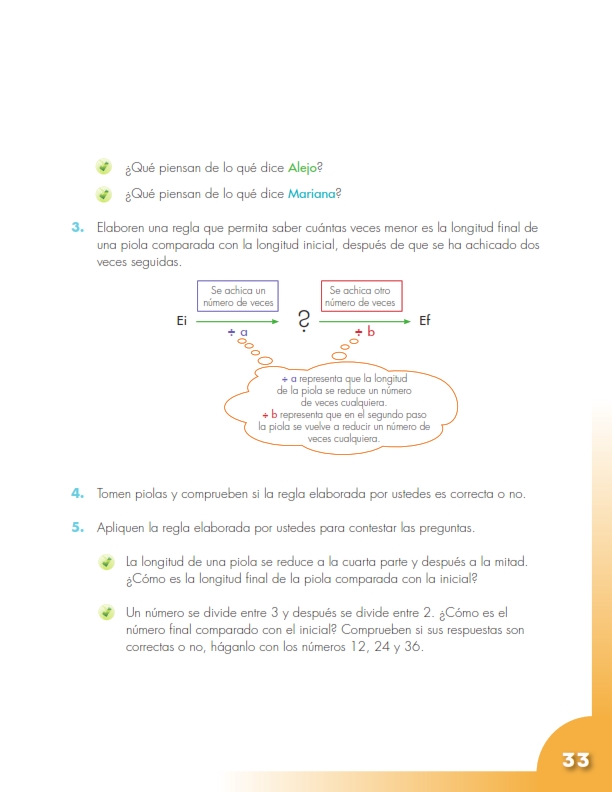 ¿Qué piensan de lo qué dice Alejo?
¿Qué piensan de lo qué dice Mariana?
3. Elaboren una regla que permita saber cuántas veces menor es la longitud final de
una piola comparada con la longitud inicial, después de que se ha achicado dos
veces seguidas.
Se achica un
número de veces
Se achica otro
número de veces
Ei
?
Ef
÷ a
÷ b
÷ a representa que la longitud
de la piola se reduce un número
de veces cualquiera.
÷ b representa que en el segundo paso
la piola se vuelve a reducir un número de
veces cualquiera.
4. Tomen piolas y comprueben si la regla elaborada por ustedes es correcta o no.
5. Apliquen la regla elaborada por ustedes para contestar las preguntas.
La longitud de una piola se reduce a la cuarta parte y después a la mitad.
¿Cómo es la longitud final de la piola comparada con la inicial?
Un número se divide entre 3 y después se divide entre 2. ¿Cómo es el
número final comparado con el inicial? Comprueben si sus respuestas son
correctas o no, háganlo con los números 12, 24 y 36.
33